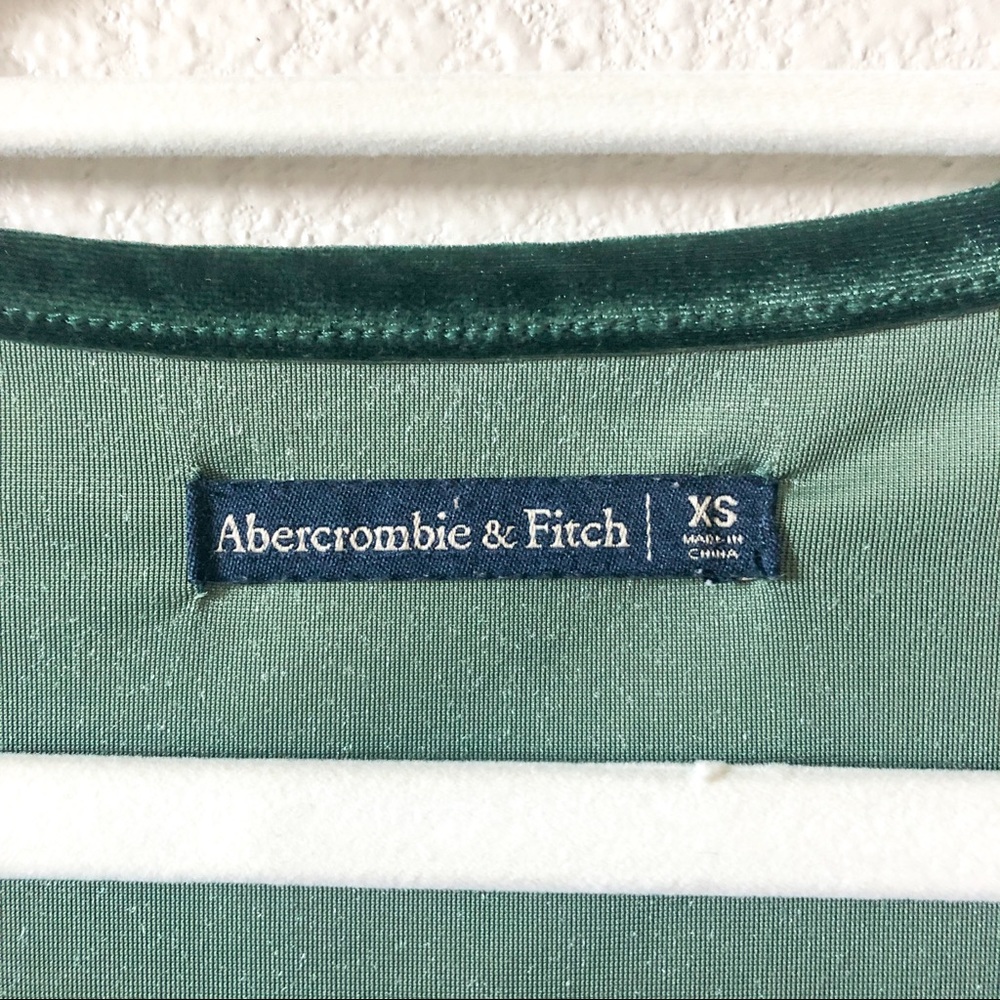 Abercrombie & Fitch | XS
MADE IN
CHINA